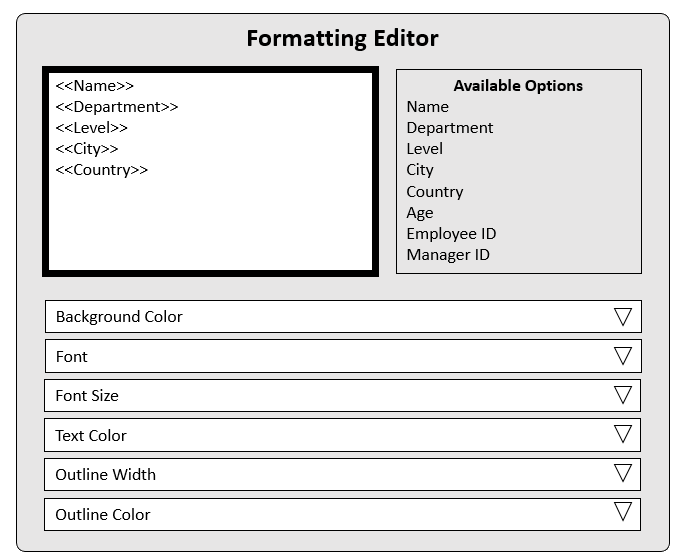 Formatting Editor
<<Name>>
<<Department>>
<<Level>>
<<City>>
<<Country>>
Available Options
Name
Department
Level
City
Country
Age
Employee ID
Manager ID
Background Color
Font
Font Size
Text Color
Outline Width
Outline Color